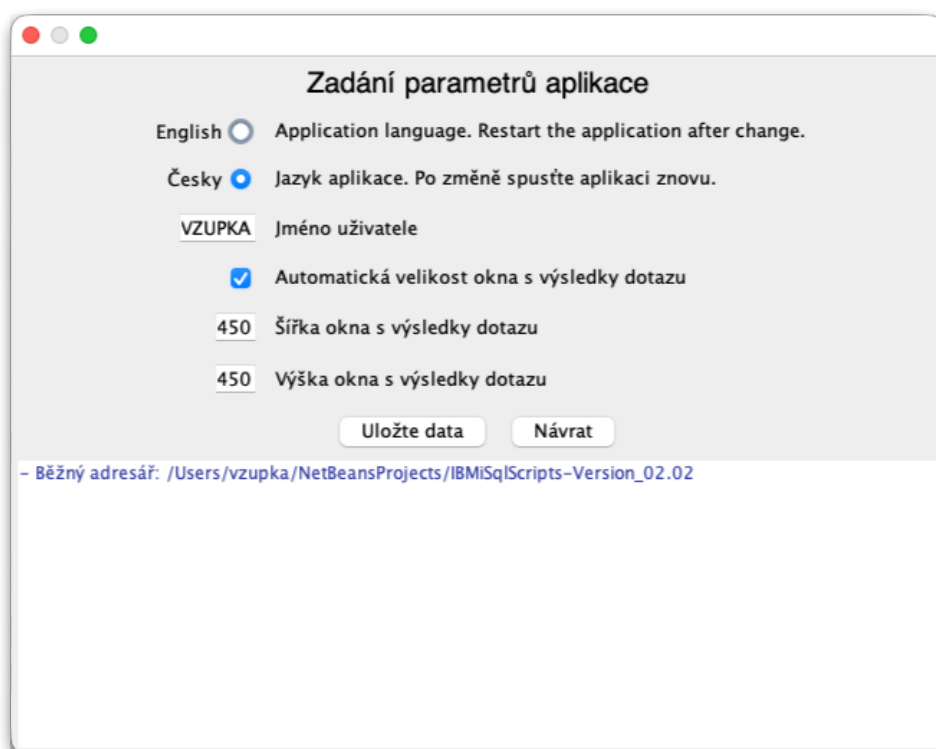 Zadání parametrů aplikace
English Application language. Restart the application after change.
Česky Jazyk aplikace. Po změně spusťte aplikaci znovu.
VZUPKA Jméno uživatele
Automatická velikost okna s výsledky dotazu
450 Šířka okna s výsledky dotazu
450 Výška okna s výsledky dotazu
Uložte data Návrat
– Běžný adresář: /Users/vzupka/NetBeansProjects/IBMiSqlScripts-Version_02.02